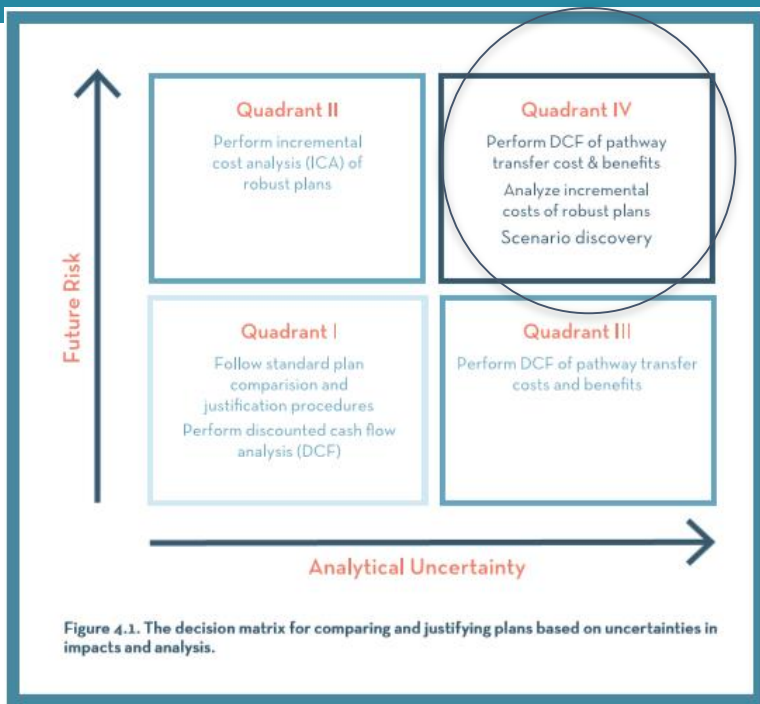 Quadrant II
Perform incremental
cost analysis (ICA) of
robust plans
Quadrant IV
Perform DCF of pathway
transfer cost & benefits
Analyze incremental
costs of robust plans
Scenario discovery
Future Risk
Quadrant I
Follow standard plan
comparision and
justification procedures
Perform discounted cash flow
analysis (DCF)
Quadrant III
Perform DCF of pathway transfer
costs and benefits
Analytical Uncertainty
Figure 4.1. The decision matrix for comparing and justifying plans based on uncertainties in
impacts and analysis.